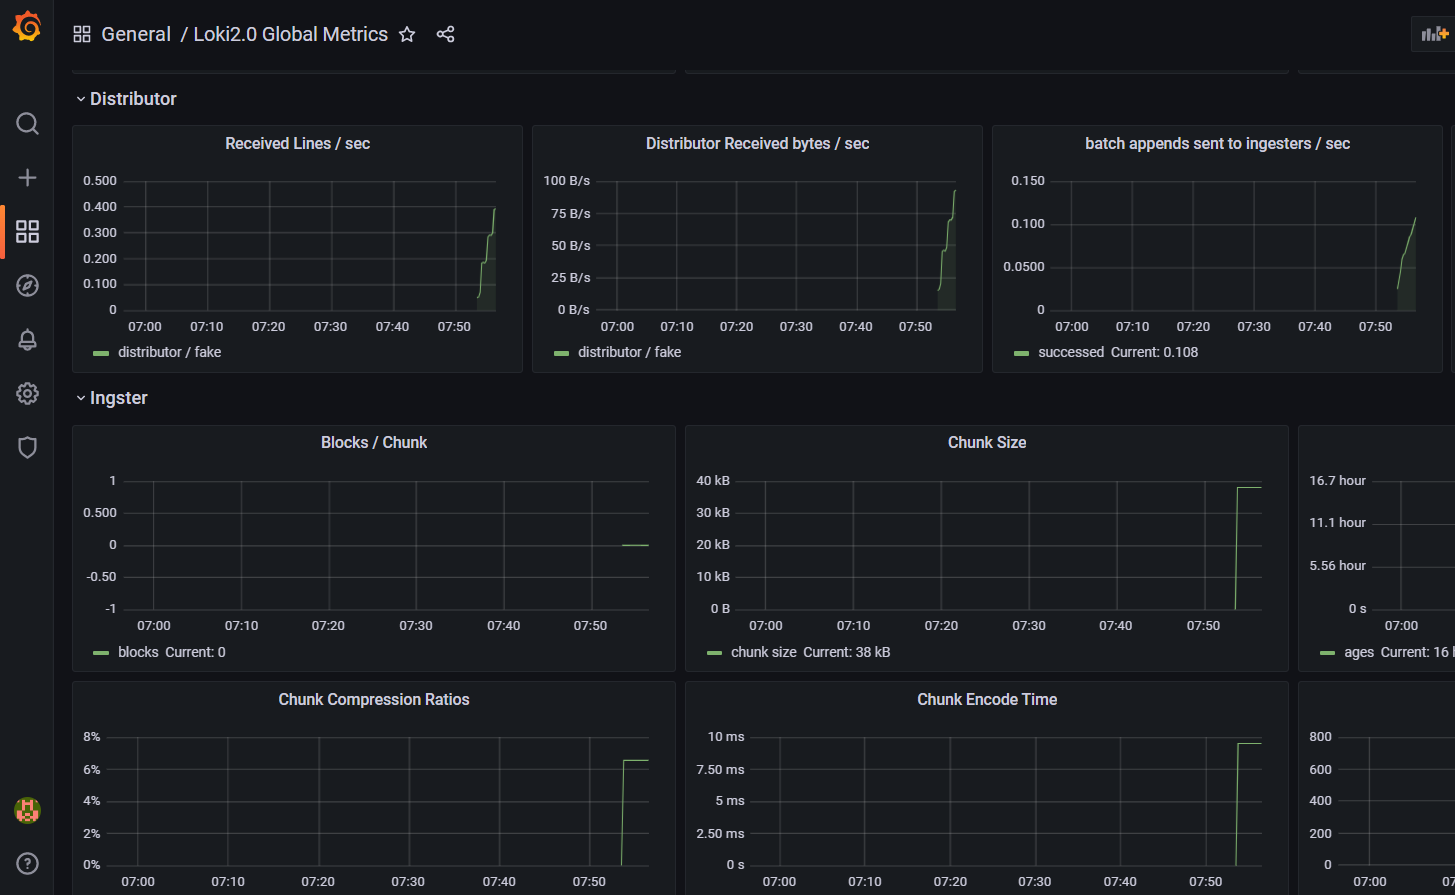 General / Loki2.0 Global Metrics
Distributor
Received Lines / sec
0.500
0.400
0.300
0.200
0.100
0
07:00 07:10 07:20 07:30 07:40 07:50
distributor / fake
Distributor Received bytes / sec
100 B/s
75 B/s
50 B/s
25 B/s
0 B/s
07:00 07:10 07:20 07:30 07:40 07:50
distributor / fake
batch appends sent to ingesters / sec
0.150
0.100
0.0500
0
07:00 07:10 07:20 07:30 07:40 07:50
successed Current: 0.108
Ingster
Blocks / Chunk
1
0.500
0
-0.50
-1
07:00 07:10 07:20 07:30 07:40 07:50
blocks Current: 0
Chunk Size
40 kB
30 kB
20 kB
10 kB
0 B
07:00 07:10 07:20 07:30 07:40 07:50
chunk size Current: 38 kB
16.7 hour
11.1 hour
5.56 hour
0 s
07:00
ages Current: 16
Chunk Compression Ratios
8%
6%
4%
2%
0%
07:00 07:10 07:20 07:30 07:40 07:50
Chunk Encode Time
10 ms
7.50 ms
5 ms
2.50 ms
0 s
07:00 07:10 07:20 07:30 07:40 07:50
800
600
400
200
0
07:00